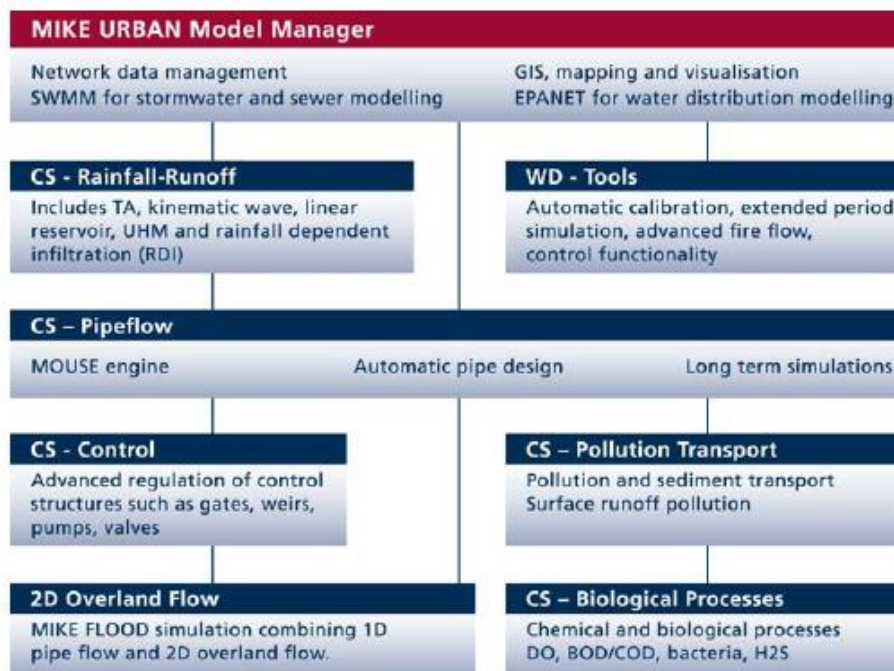 MIKE URBAN Model Manager
Network data management
SWMM for stormwater and sewer modelling
GIS, mapping and visualisation
EPANET for water distribution modelling
CS - Rainfall-Runoff
Includes TA, kinematic wave, linear
reservoir, UHM and rainfall dependent
infiltration (RDI)
WD - Tools
Automatic calibration, extended period
simulation, advanced fire flow,
control functionality
CS – Pipeflow
MOUSE engine
Automatic pipe design
Long term simulations
CS - Control
Advanced regulation of control
structures such as gates, weirs,
pumps, valves
CS – Pollution Transport
Pollution and sediment transport
Surface runoff pollution
2D Overland Flow
MIKE FLOOD simulation combining 1D
pipe flow and 2D overland flow.
CS – Biological Processes
Chemical and biological processes
DO, BOD/COD, bacteria, H2S